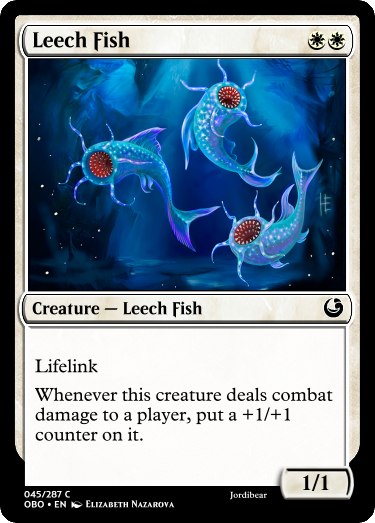 Leech Fish
HE
Creature — Leech Fish
Lifelink
Whenever this creature deals combat
damage to a player, put a +1/+1
counter on it.
1/1
045/287 C
OBO • EN Elizabeth Nazarova
Jordibear